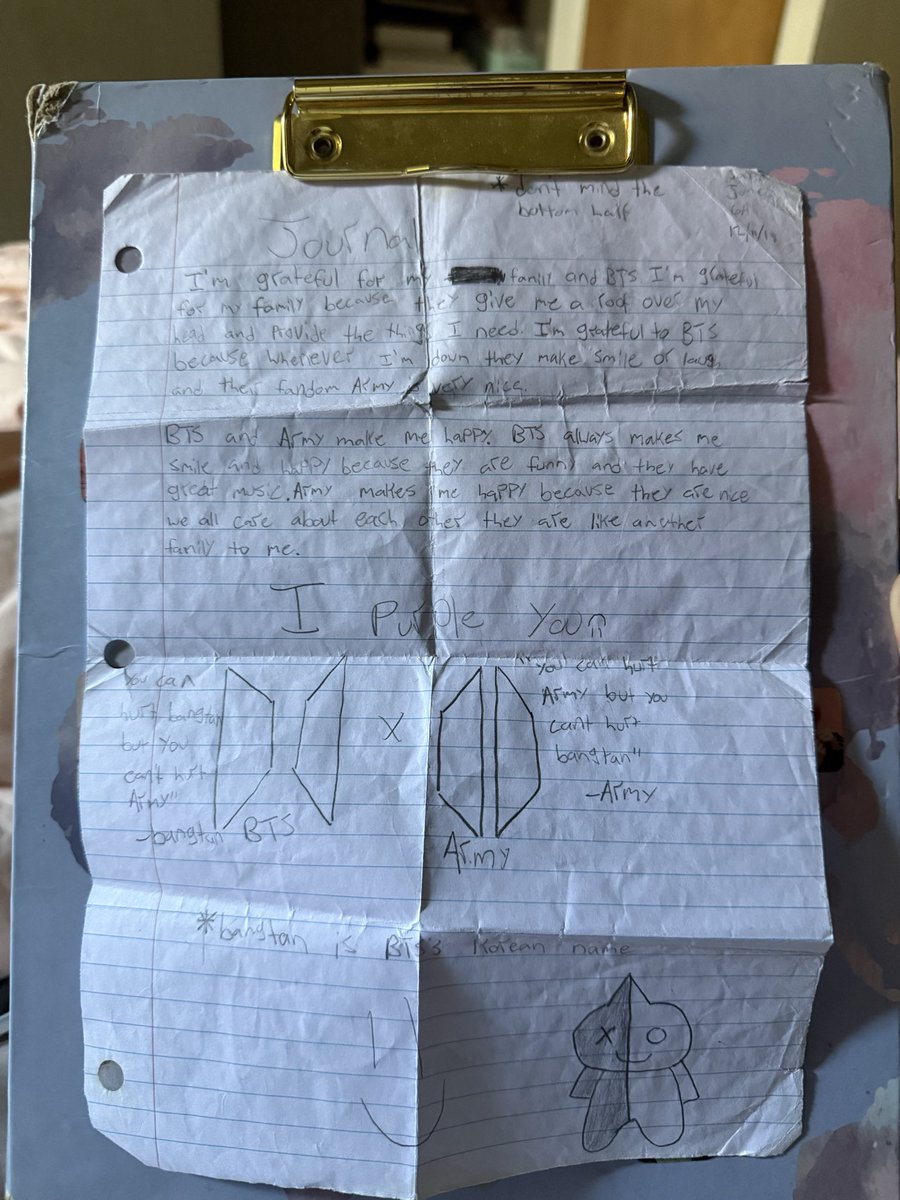 * don't mind the
bottom half
6A
Journal
I'm grateful for my family and BTS I'm grateful
for my family because they give me a roof over my
head and Provide the things I need. I'm grateful to BTS
because whenever I'm down they make smile or laugh
and their fandom Army is very nice.
BTS and Army make me happy. BTS always makes me
smile and happy because they are funny and they have
great music. Army makes me happy because they are nice
we all care about each other they are like another
family to me.
I Purple You
You can
hurt bangtan
but you
can't hurt
Army"
-bangtan
BTS
X
Army
"You can hurt
Army but you
can't hurt
bangtan"
-Army
*bangtan is BTS's Korean name